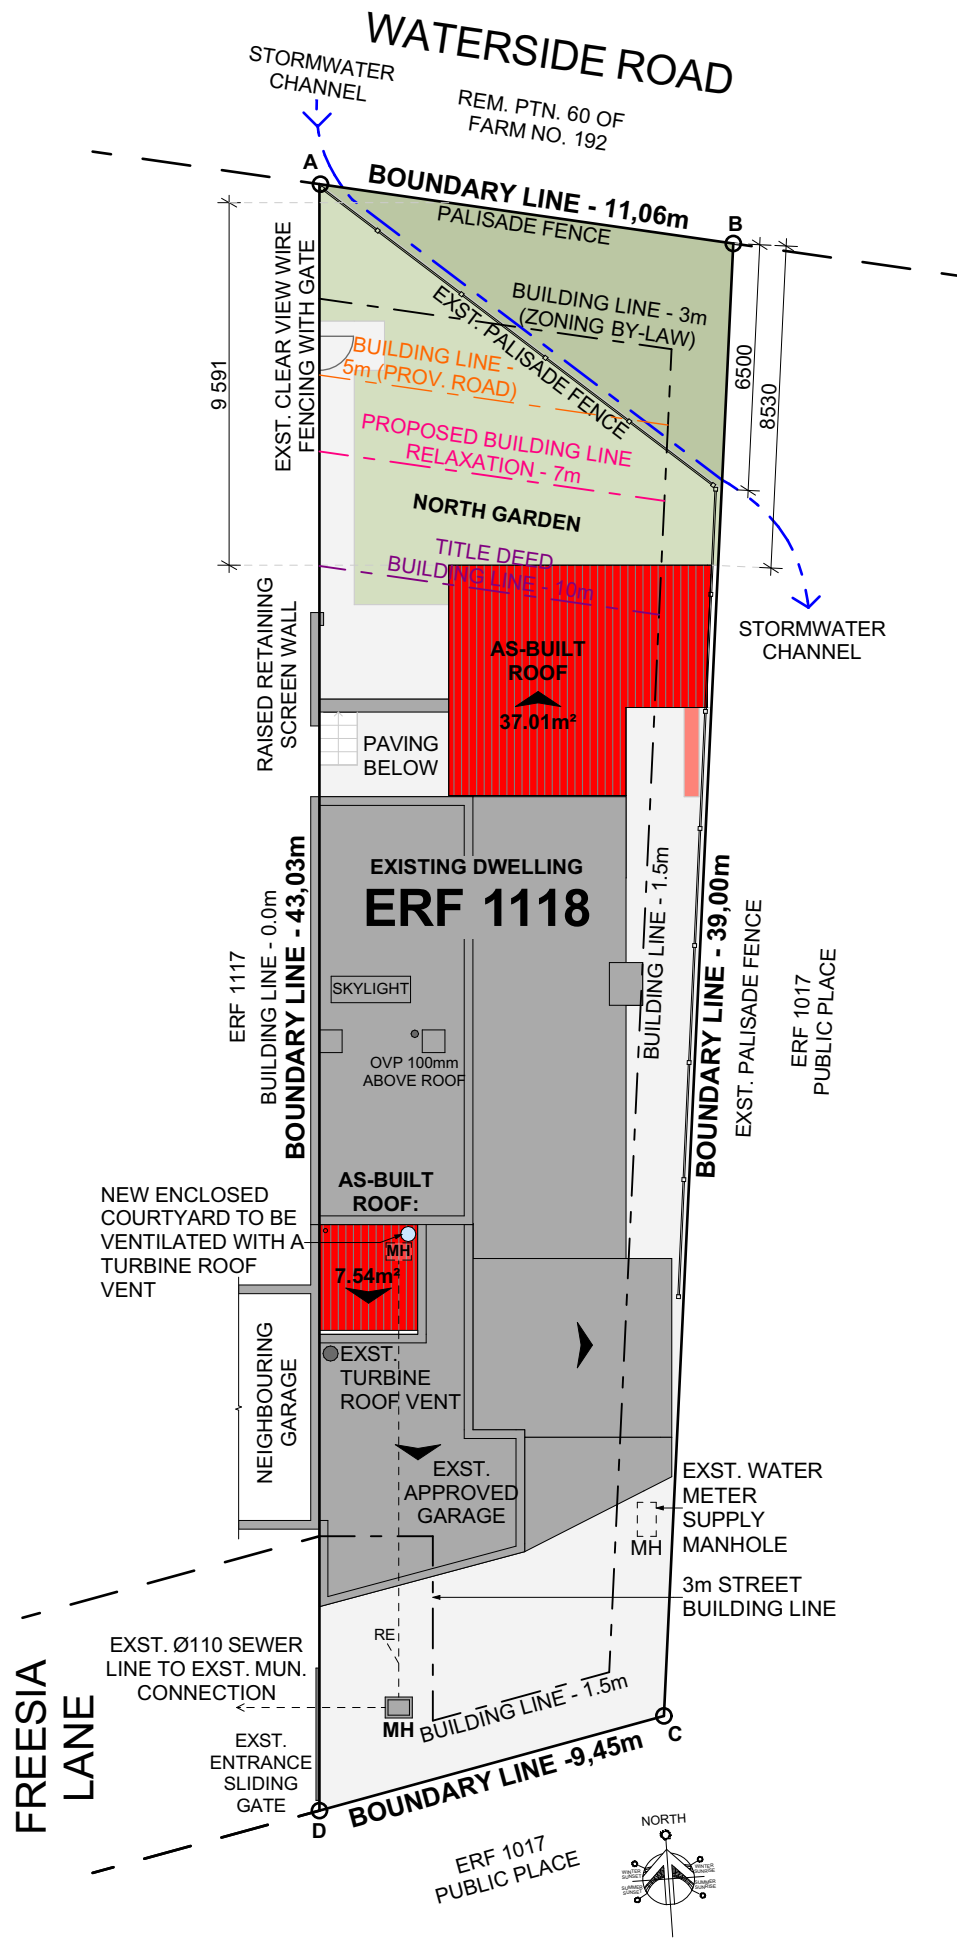 WATERSIDE ROAD
STORMWATER
CHANNEL
REM. PTN. 60 OF
FARM NO. 192
A
BOUNDARY LINE - 11,06m
PALISADE FENCE
B
EXST. CLEAR VIEW WIRE
FENCING WITH GATE
9 591
BUILDING LINE - 3m
(ZONING BY-LAW)
EXST. PALISADE FENCE
BUILDING LINE -
5m (PROV. ROAD)
6500
8530
PROPOSED BUILDING LINE
RELAXATION - 7m
NORTH GARDEN
TITLE DEED
BUILDING LINE - 10m
RAISED RETAINING
SCREEN WALL
AS-BUILT
ROOF
37.01m²
STORMWATER
CHANNEL
PAVING
BELOW
EXISTING DWELLING
ERF 1118
ERF 1117
BUILDING LINE - 0.0m
BOUNDARY LINE - 43,03m
SKYLIGHT
OVP 100mm
ABOVE ROOF
BUILDING LINE - 1.5m
BOUNDARY LINE - 39,00m
EXST. PALISADE FENCE
ERF 1017
PUBLIC PLACE
AS-BUILT
ROOF:
NEW ENCLOSED
COURTYARD TO BE
VENTILATED WITH A
TURBINE ROOF
VENT
MH
7.54m²
NEIGHBOURING
GARAGE
EXST.
TURBINE
ROOF VENT
EXST.
APPROVED
GARAGE
EXST. WATER
METER
SUPPLY
MANHOLE
MH
3m STREET
BUILDING LINE
RE
EXST. Ø110 SEWER
LINE TO EXST. MUN.
CONNECTION
MH
BUILDING LINE - 1.5m
FREESIA
LANE
EXST.
ENTRANCE
SLIDING
GATE
C
D
BOUNDARY LINE -9,45m
ERF 1017
PUBLIC PLACE
NORTH
WINTER
SUNSET
WINTER
SUNRISE
SUMMER
SUNSET
SUMMER
SUNRISE